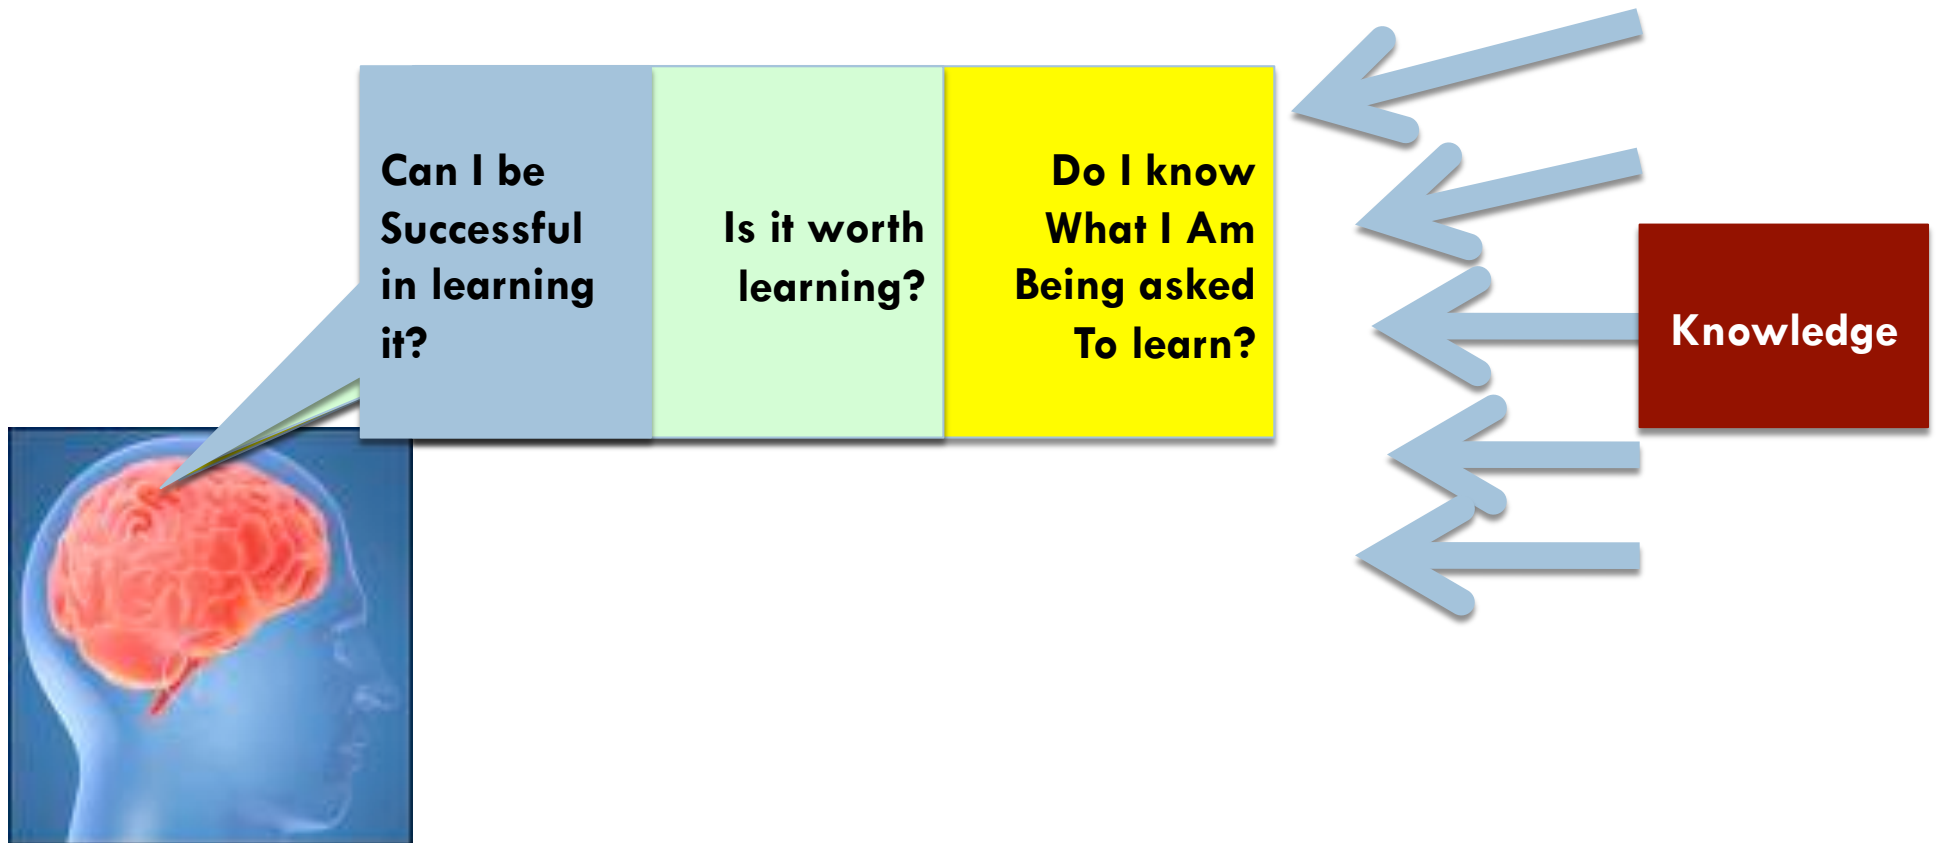 Can I be
Successful
in learning
it?
Is it worth
learning?
Do I know
What I Am
Being asked
To learn?
Knowledge